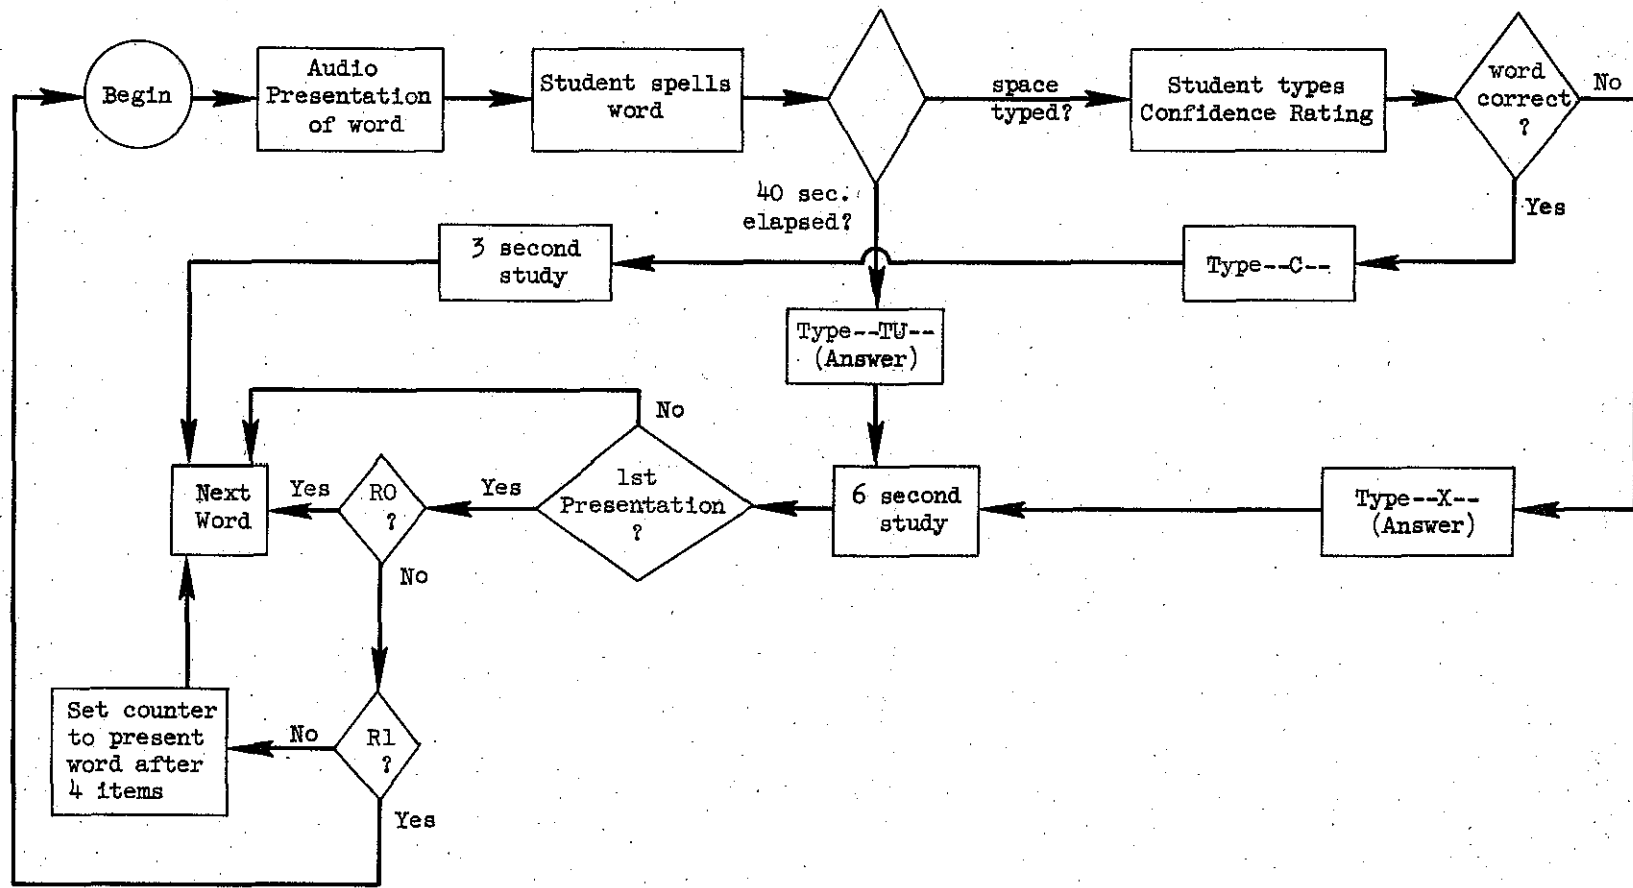 Begin
Audio
Presentation
of word
Student spells
word
space
typed?
Student types
Confidence Rating
word
correct
?
No
Yes
40 sec.
elapsed?
3 second
study
Type--C--
Type--TU--
(Answer)
No
Next
Word
Yes
RO
?
Yes
1st
Presentation
?
6 second
study
Type--X--
(Answer)
No
Set counter
to present
word after
4 items
No
R1
?
Yes